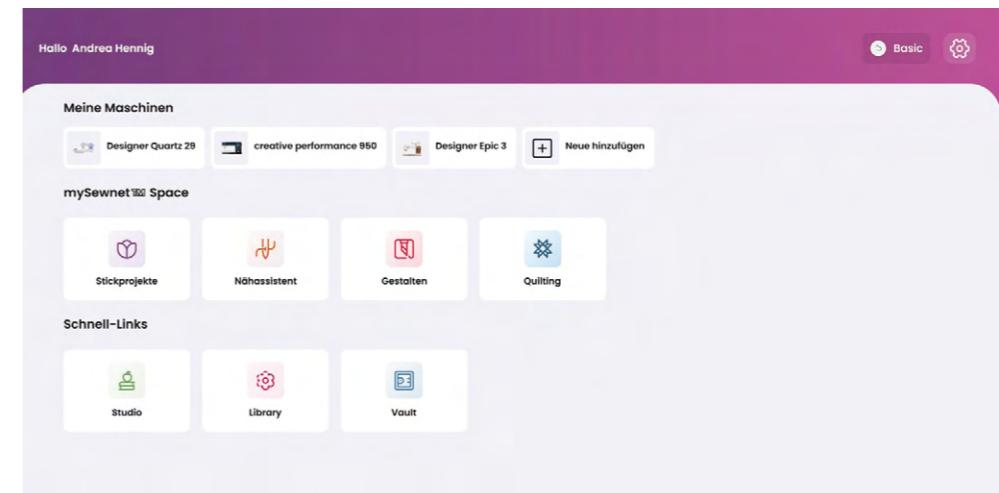 Hallo Andrea Hennig
Basic
Meine Maschinen
Designer Quartz 29
creative performance 950
Designer Epic 3
Neue hinzufügen
mySewnet Space
Stickprojekte
Nähassistent
Gestalten
Quilting
Schnell-Links
Studio
Library
Vault